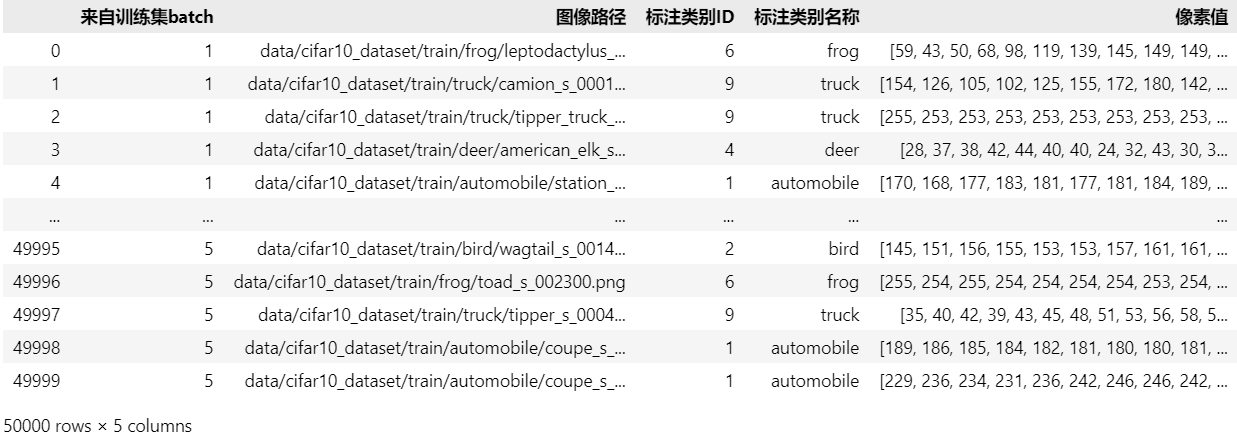 来自训练集batch 图像路径 标注类别ID 标注类别名称 像素值
0 1 data/cifar10_dataset/train/frog/leptodactylus_... 6 frog [59, 43, 50, 68, 98, 119, 139, 145, 149, 149, ...
1 1 data/cifar10_dataset/train/truck/camion_s_0001... 9 truck [154, 126, 105, 102, 125, 155, 172, 180, 142, ...
2 1 data/cifar10_dataset/train/truck/tipper_truck_... 9 truck [255, 253, 253, 253, 253, 253, 253, 253, 253, ...
3 1 data/cifar10_dataset/train/deer/american_elk_s... 4 deer [28, 37, 38, 42, 44, 40, 40, 24, 32, 43, 30, 3...
4 1 data/cifar10_dataset/train/automobile/station_... 1 automobile [170, 168, 177, 183, 181, 177, 181, 184, 189, ...
... ... ... ... ... ...
49995 5 data/cifar10_dataset/train/bird/wagtail_s_0014... 2 bird [145, 151, 156, 155, 153, 153, 157, 161, 161, ...
49996 5 data/cifar10_dataset/train/frog/toad_s_002300.png 6 frog [255, 254, 255, 254, 254, 254, 254, 253, 254, ...
49997 5 data/cifar10_dataset/train/truck/tipper_s_0004... 9 truck [35, 40, 42, 39, 43, 45, 48, 51, 53, 56, 58, 5...
49998 5 data/cifar10_dataset/train/automobile/coupe_s_... 1 automobile [189, 186, 185, 184, 182, 181, 180, 180, 181, ...
49999 5 data/cifar10_dataset/train/automobile/coupe_s_... 1 automobile [229, 236, 234, 231, 236, 242, 246, 246, 242, ...
50000 rows × 5 columns